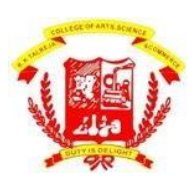 R.K.TALREJA COLLEGE OF ARTS, SCIENCE & COMMERCE
DUTY IS DELIGHT